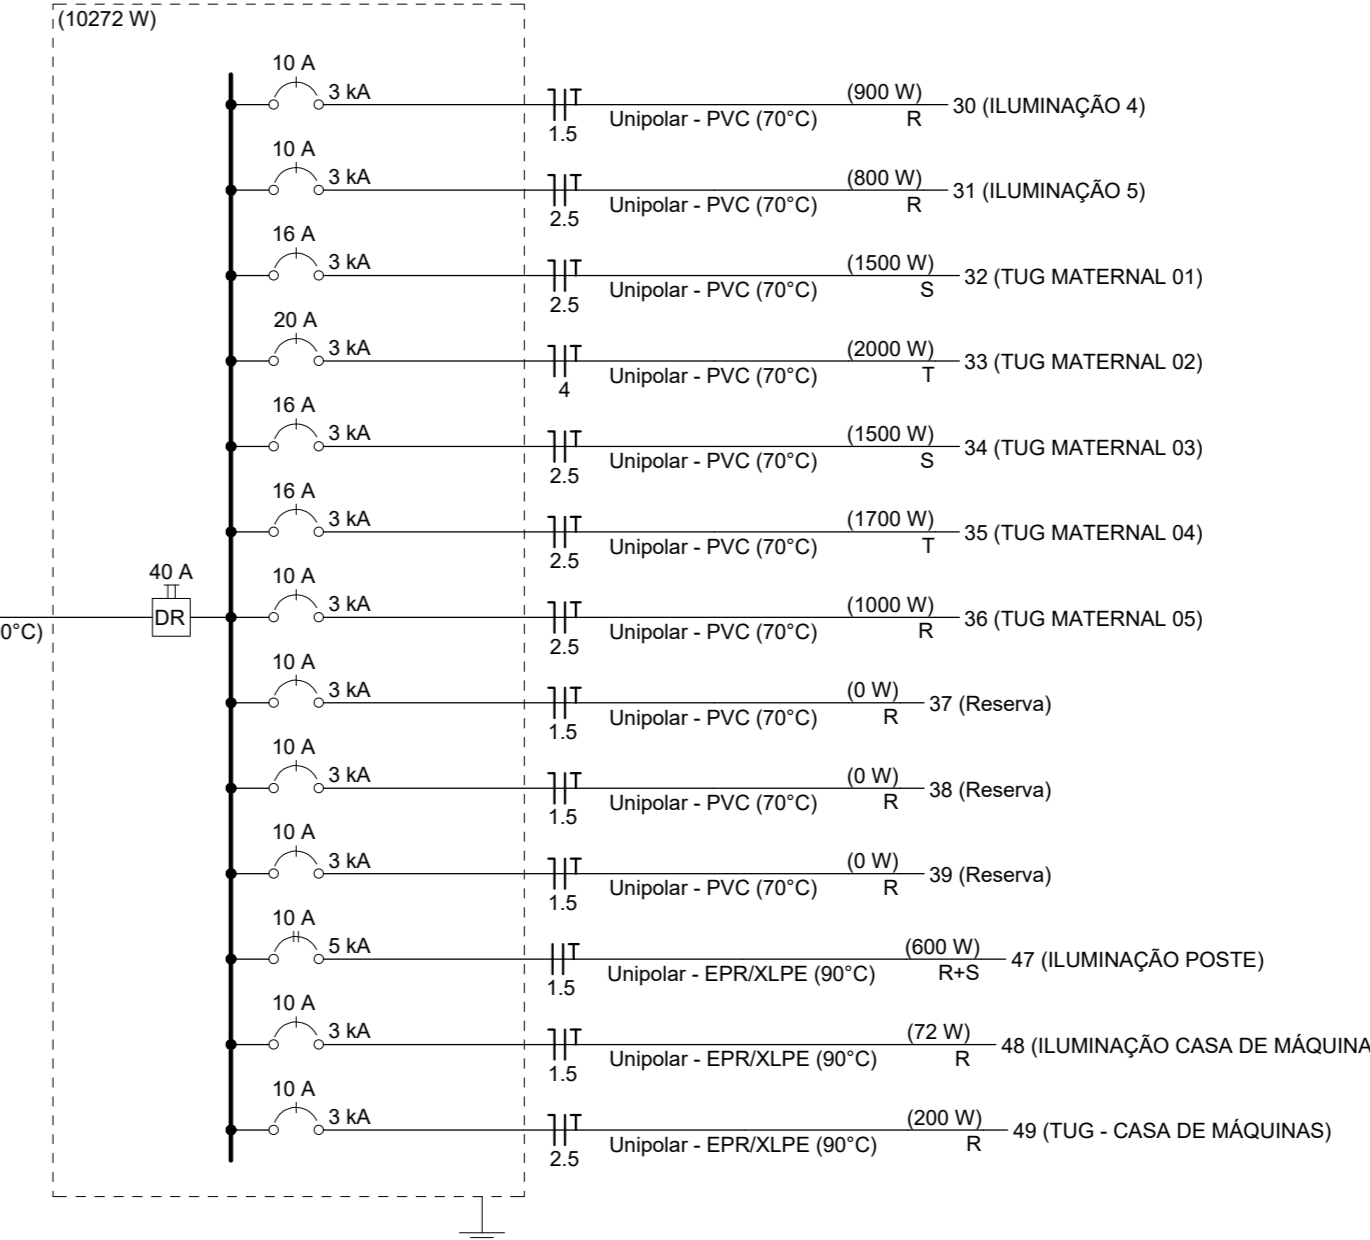 (10272 W)
10 A
3 kA
T
1.5
Unipolar - PVC (70°C)
(900 W)
R
30 (ILUMINAÇÃO 4)
10 A
3 kA
T
2.5
Unipolar - PVC (70°C)
(800 W)
R
31 (ILUMINAÇÃO 5)
16 A
3 kA
T
2.5
Unipolar - PVC (70°C)
(1500 W)
S
32 (TUG MATERNAL 01)
20 A
3 kA
T
4
Unipolar - PVC (70°C)
(2000 W)
T
33 (TUG MATERNAL 02)
16 A
3 kA
T
2.5
Unipolar - PVC (70°C)
(1500 W)
S
34 (TUG MATERNAL 03)
16 A
3 kA
T
2.5
Unipolar - PVC (70°C)
(1700 W)
T
35 (TUG MATERNAL 04)
0°C)
40 A
DR
10 A
3 kA
T
2.5
Unipolar - PVC (70°C)
(1000 W)
R
36 (TUG MATERNAL 05)
10 A
3 kA
T
1.5
Unipolar - PVC (70°C)
(0 W)
R
37 (Reserva)
10 A
3 kA
T
1.5
Unipolar - PVC (70°C)
(0 W)
R
38 (Reserva)
10 A
3 kA
T
1.5
Unipolar - PVC (70°C)
(0 W)
R
39 (Reserva)
10 A
5 kA
T
1.5
Unipolar - EPR/XLPE (90°C)
(600 W)
R+S
47 (ILUMINAÇÃO POSTE)
10 A
3 kA
T
1.5
Unipolar - EPR/XLPE (90°C)
(72 W)
R
48 (ILUMINAÇÃO CASA DE MÁQUINA
10 A
3 kA
T
2.5
Unipolar - EPR/XLPE (90°C)
(200 W)
R
49 (TUG - CASA DE MÁQUINAS)